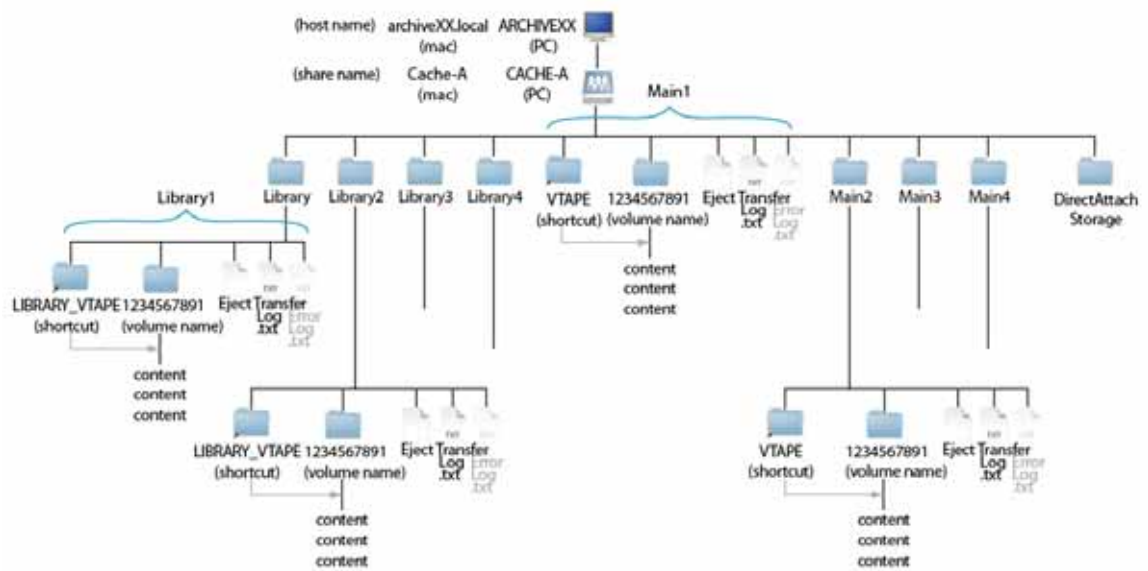 (host name) archiveXX.local ARCHIVEXX
(mac) (PC)
(share name) Cache-A CACHE-A
(mac) (PC)
Main1
Library Library2 Library3 Library4
VTAPE 1234567891
(shortcut) (volume name)
Eject Transfer
Log
.txt
Error
Log
.txt
Main2 Main3 Main4
DirectAttach
Storage
content
content
content
Library1
LIBRARY_VTAPE 1234567891
(shortcut) (volume name)
Eject Transfer
Log
.txt
Error
Log
.txt
content
content
content
LIBRARY_VTAPE 1234567891
(shortcut) (volume name)
Eject Transfer
Log
.txt
Error
Log
.txt
content
content
content
VTAPE 1234567891
(shortcut) (volume name)
Eject Transfer
Log
.txt
Error
Log
.txt
content
content
content